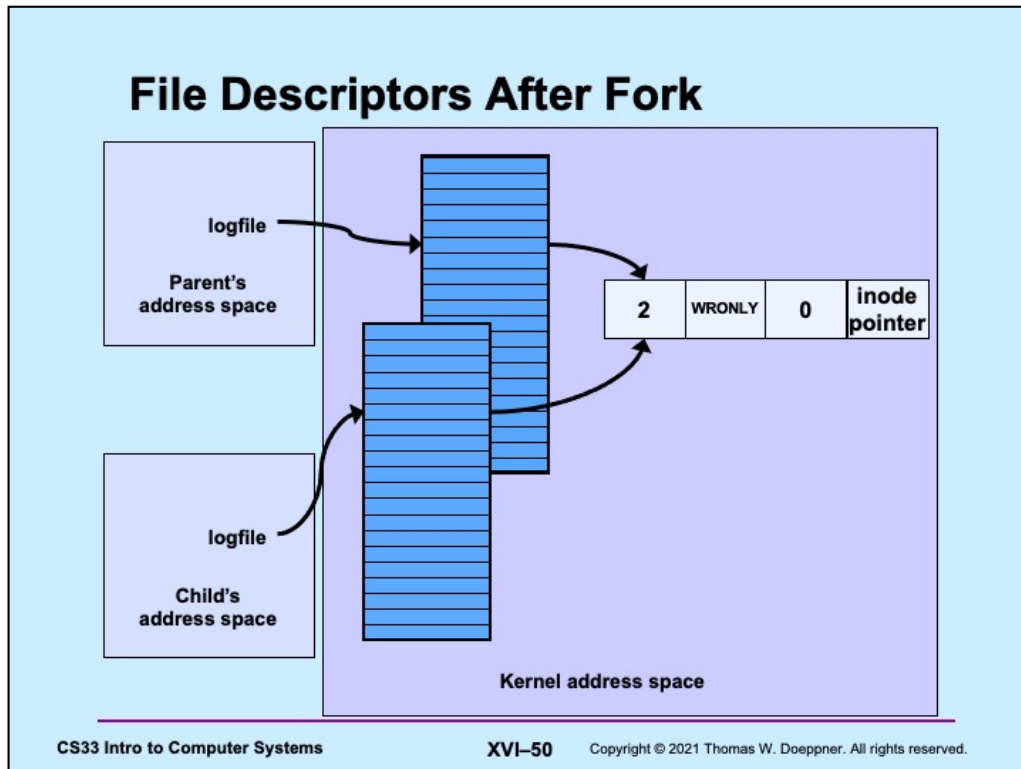 File Descriptors After Fork
logfile
Parent's
address space
2
WRONLY
0
inode
pointer
logfile
Child's
address space
Kernel address space
CS33 Intro to Computer Systems
XVI–50
Copyright © 2021 Thomas W. Doeppner. All rights reserved.